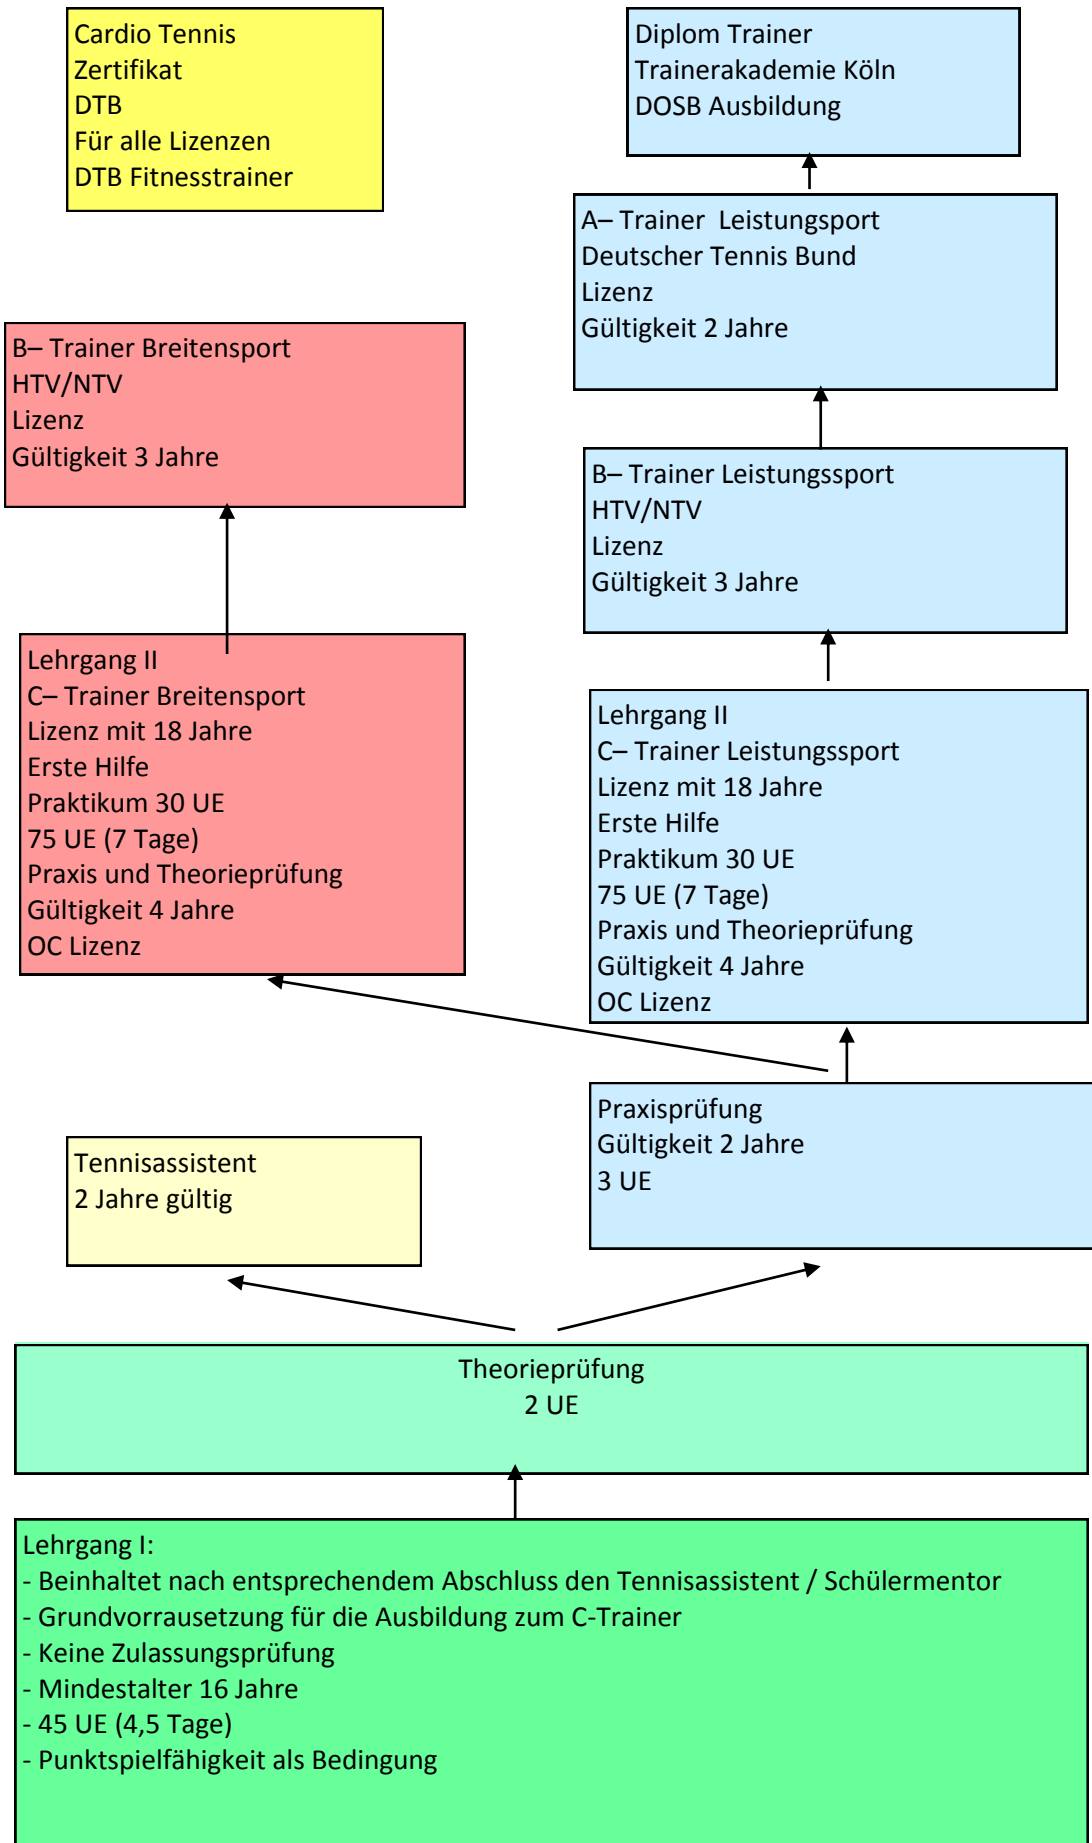 Cardio Tennis
Zertifikat
DTB
Für alle Lizenzen
DTB Fitnesstrainer
Diplom Trainer
Trainerakademie Köln
DOSB Ausbildung
A– Trainer  Leistungsport
Deutscher Tennis Bund
Lizenz
Gültigkeit 2 Jahre
B– Trainer Breitensport
HTV/NTV
Lizenz
Gültigkeit 3 Jahre
B– Trainer Leistungssport
HTV/NTV
Lizenz
Gültigkeit 3 Jahre
Lehrgang II
C– Trainer Breitensport
Lizenz mit 18 Jahre
Erste Hilfe
Praktikum 30 UE
75 UE (7 Tage)
Praxis und Theorieprüfung
Gültigkeit 4 Jahre
OC Lizenz
Lehrgang II
C– Trainer Leistungssport
Lizenz mit 18 Jahre
Erste Hilfe
Praktikum 30 UE
75 UE (7 Tage)
Praxis und Theorieprüfung
Gültigkeit 4 Jahre
OC Lizenz
Praxisprüfung
Gültigkeit 2 Jahre
3 UE
Tennisassistent
2 Jahre gültig
Theorieprüfung
2 UE
Lehrgang I:
- Beinhaltet nach entsprechendem Abschluss den Tennisassistent / Schülermentor
- Grundvorrausetzung für die Ausbildung zum C-Trainer
- Keine Zulassungsprüfung
- Mindestalter 16 Jahre
- 45 UE (4,5 Tage)
- Punktspielfähigkeit als Bedingung